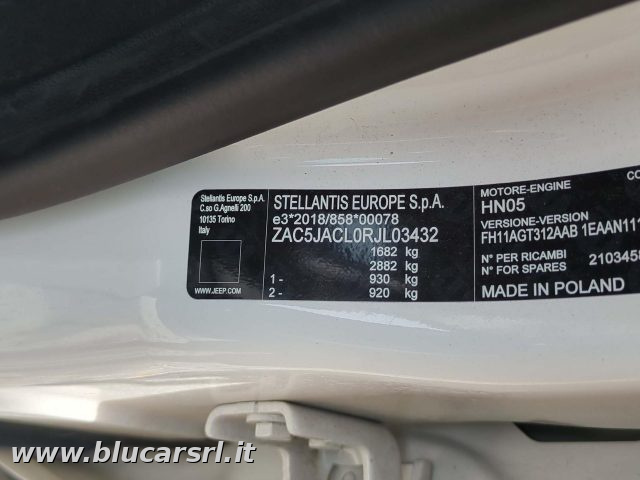 Stellantis Europe S.p.A.
C.so G.Agnelli 200
10135 Torino
Italy
WWW.JEEP.COM
STELLANTIS EUROPE S.p.A.
e3*2018/858*00078
ZAC5JACL0RJL03432
1682 kg
2882 kg
1 - 930 kg
2 - 920 kg
MOTORE-ENGINE
HN05
VERSIONE-VERSION
FH11AGT312AAB 1EAAN111
N° PER RICAMBI
N° FOR SPARES
MADE IN POLAND
www.blucarsrl.it